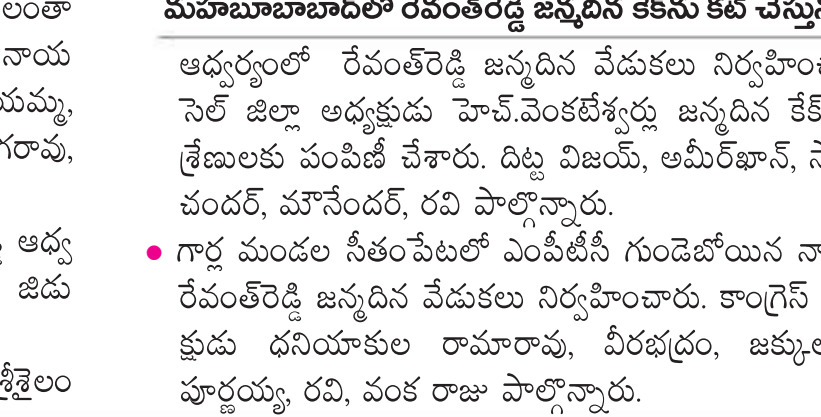 లంతా
నాయ
యమ్మ,
గరావు,
ఆధ్వ
జిడు
శ్రీశైలం
మహబూబాబాద్‌లో రేవంత్‌రెడ్డి జన్మదిన కేక్‌ను కట్ చేస్తున
ఆధ్వర్యంలో రేవంత్‌రెడ్డి జన్మదిన వేడుకలు నిర్వహించ
సెల్ జిల్లా అధ్యక్షుడు హెచ్.వెంకటేశ్వర్లు జన్మదిన కేక్
శ్రేణులకు పంపిణీ చేశారు. దిట్ట విజయ్, అమీర్‌ఖాన్,
చందర్, మౌనేందర్, రవి పాల్గొన్నారు.
• గార్ల మండల సీతంపేటలో ఎంపీటీసీ గుండెబోయిన నా
రేవంత్‌రెడ్డి జన్మదిన వేడుకలు నిర్వహించారు. కాంగ్రెస్
క్షుడు ధనియాకుల రామారావు, వీరభద్రం, జక్కుల
పూర్ణయ్య, రవి, వంక రాజు పాల్గొన్నారు.